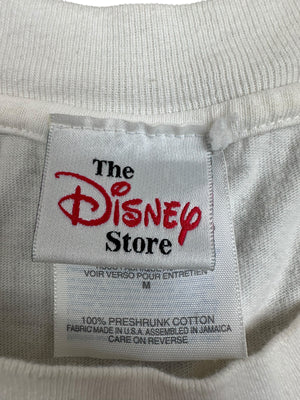 The
Disney
Store
VOIR VERSO POUR ENTRETIEN
M
100% PRESHRUNK COTTON
FABRIC MADE IN U.S.A. ASSEMBLED IN JAMAICA
CARE ON REVERSE